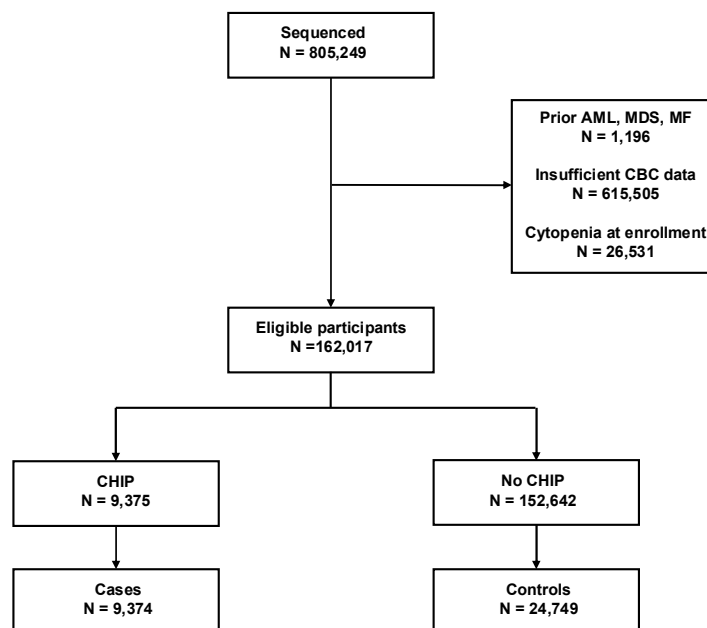 Sequenced
N = 805,249
Prior AML, MDS, MF
N = 1,196
Insufficient CBC data
N = 615,505
Cytopenia at enrollment
N = 26,531
Eligible participants
N =162,017
CHIP
N = 9,375
No CHIP
N = 152,642
Cases
N = 9,374
Controls
N = 24,749